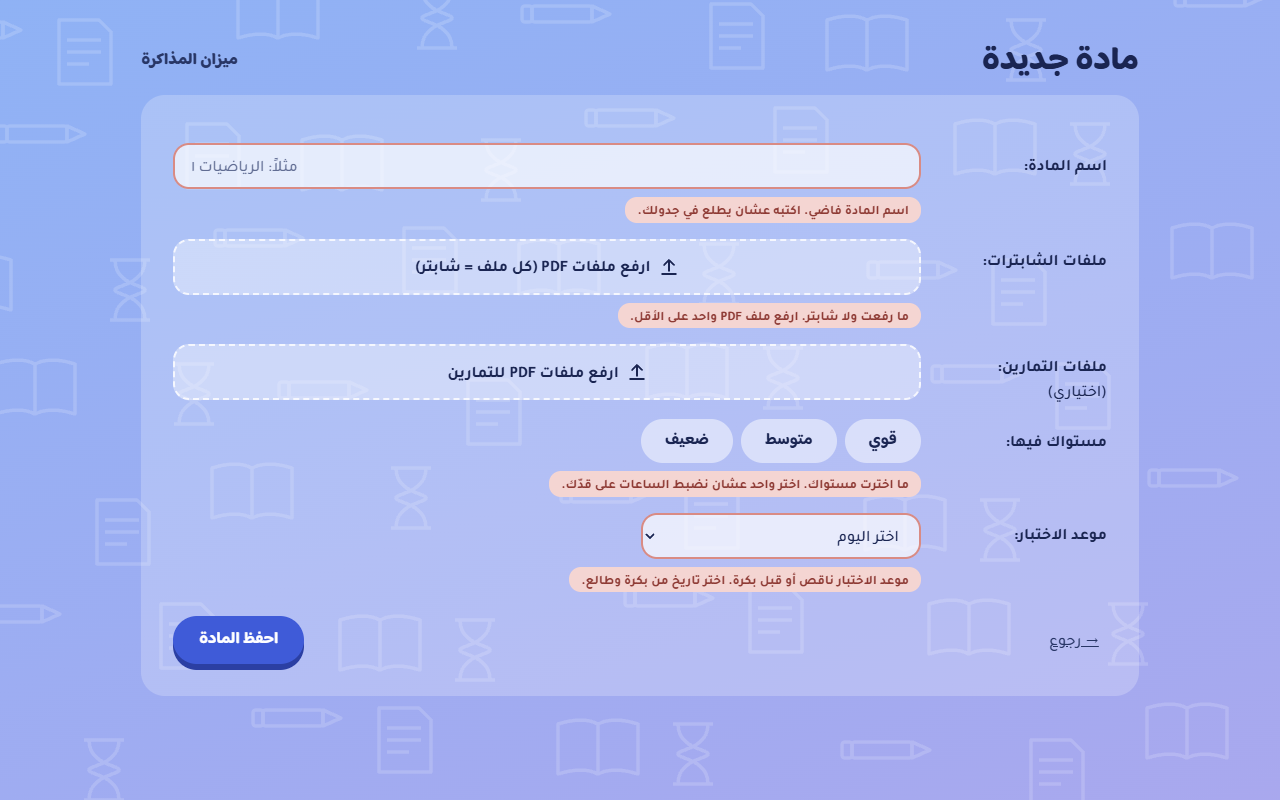 مادة جديدة
ميزان المذاكرة
اسم المادة:
مثلاً: الرياضيات ١
اسم المادة فاضي. اكتبه عشان يطلع في جدولك.
ملفات الشابترات:
ارفع ملفات PDF (كل ملف = شابتر)
ما رفعت ولا شابتر. ارفع ملف PDF واحد على الأقل.
ملفات التمارين:
(اختياري)
ارفع ملفات PDF للتمارين
مستواك فيها:
قوي
متوسط
ضعيف
ما اخترت مستواك. اختر واحد عشان نضبط الساعات على قدّك.
موعد الاختبار:
اختر اليوم
موعد الاختبار ناقص أو قبل بكرة. اختر تاريخ من بكرة وطالع.
→ رجوع
احفظ المادة